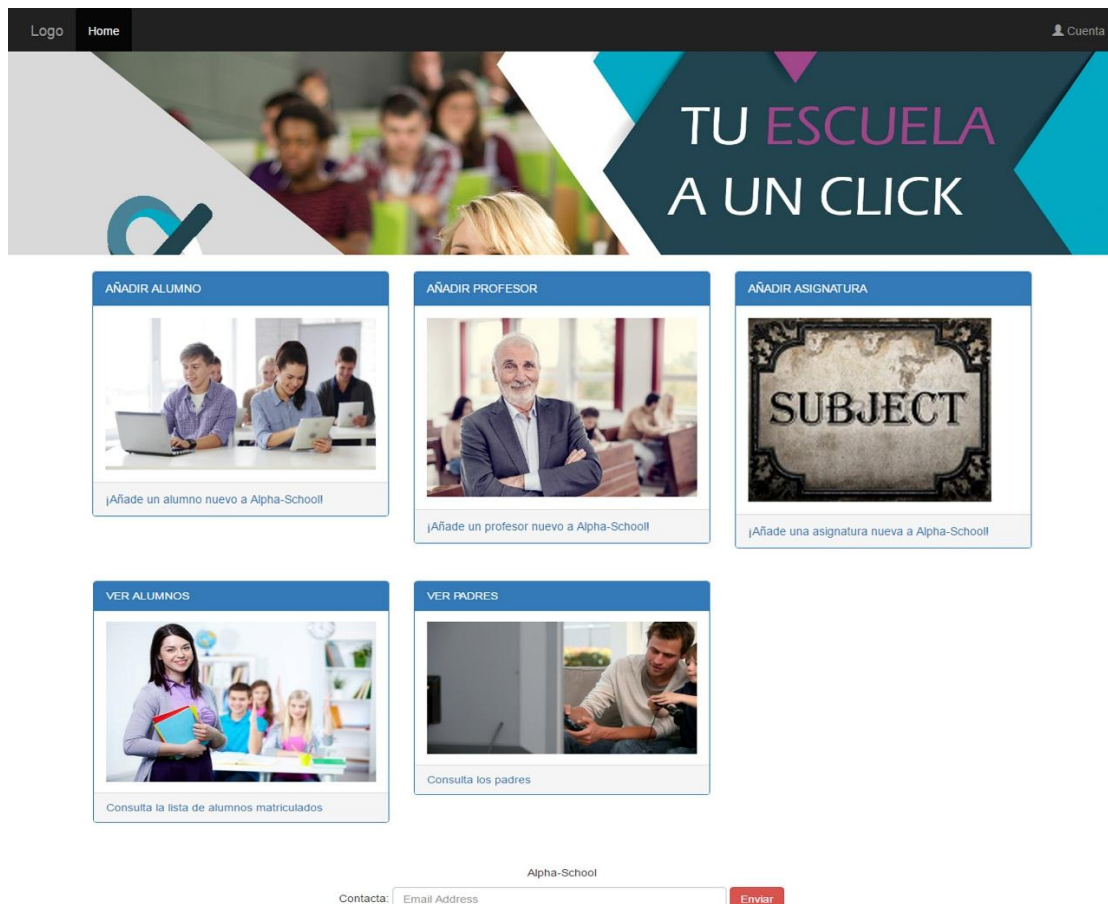 Logo Home Cuenta
TU ESCUELA
A UN CLICK
AÑADIR ALUMNO
¡Añade un alumno nuevo a Alpha-School!
AÑADIR PROFESOR
¡Añade un profesor nuevo a Alpha-School!
AÑADIR ASIGNATURA
SUBJECT
¡Añade una asignatura nueva a Alpha-School!
VER ALUMNOS
Consulta la lista de alumnos matriculados
VER PADRES
Consulta los padres
Alpha-School
Contacta: Email Address Enviar